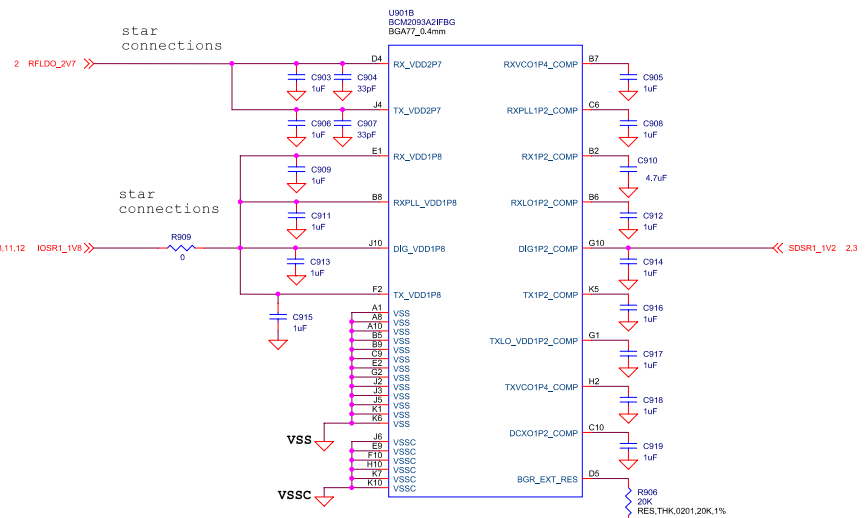 U901B
BCM2093A2IFBG
BGA77_0.4mm
star
connections
2 RFLDO_2V7
D4 RX_VDD2P7
C903
1uF
C904
33pF
J4 TX_VDD2P7
C906
1uF
C907
33pF
E1 RX_VDD1P8
C909
1uF
star
connections
B8 RXPLL_VDD1P8
C911
1uF
,11,12 IOSR1_1V8
R909
0
J10 DIG_VDD1P8
C913
1uF
F2 TX_VDD1P8
C915
1uF
A1 VSS
A8 VSS
A10 VSS
B5 VSS
B9 VSS
C9 VSS
E2 VSS
G2 VSS
J2 VSS
J3 VSS
J5 VSS
K1 VSS
K6 VSS
VSS
J6 VSSC
E9 VSSC
F10 VSSC
H10 VSSC
K7 VSSC
K10 VSSC
VSSC
RXVCO1P4_COMP B7
C905
1uF
RXPLL1P2_COMP C6
C908
1uF
RX1P2_COMP B2
C910
4.7uF
RXLO1P2_COMP B6
C912
1uF
DIG1P2_COMP G10
SDSR1_1V2 2,3
C914
1uF
TX1P2_COMP K5
C916
1uF
TXLO_VDD1P2_COMP G1
C917
1uF
TXVCO1P4_COMP H2
C918
1uF
DCXO1P2_COMP C10
C919
1uF
BGR_EXT_RES D5
R906
20K
RES,THK,0201,20K,1%